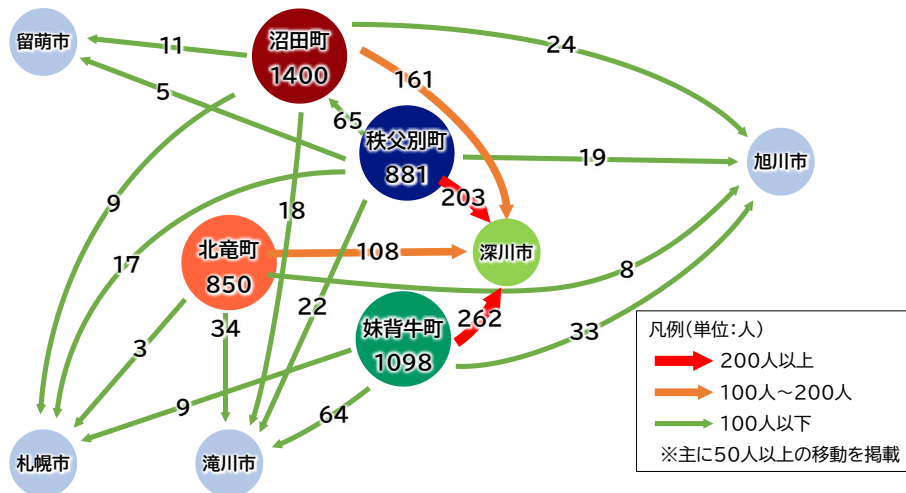 留萌市
沼田町
1400
11
24
161
5
65
秩父別町
881
19
旭川市
203
9
18
17
北竜町
850
108
深川市
8
22
34
妹背牛町
1098
262
33
3
9
64
札幌市
滝川市
凡例(単位:人)
200人以上
100人~200人
100人以下
※主に50人以上の移動を掲載